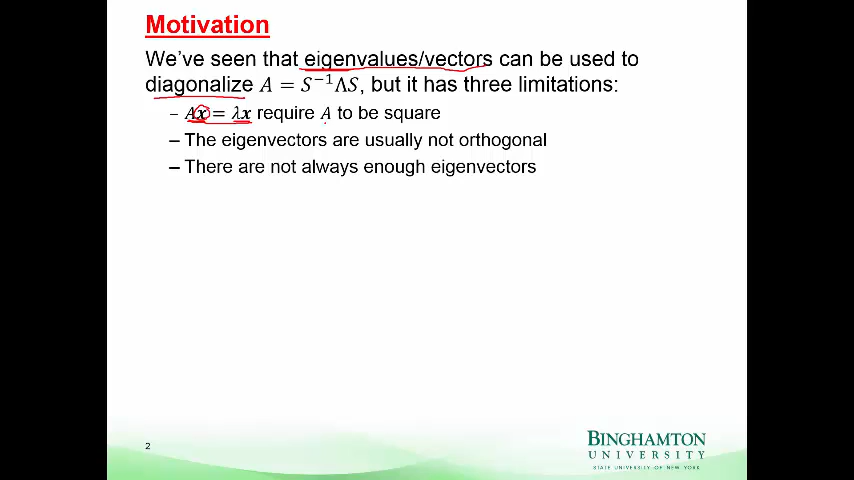 Motivation
We've seen that eigenvalues/vectors can be used to
diagonalize A = S⁻¹ΛS, but it has three limitations:
– Ax = λx require A to be square
– The eigenvectors are usually not orthogonal
– There are not always enough eigenvectors
2
BINGHAMTON
UNIVERSITY
STATE UNIVERSITY OF NEW YORK